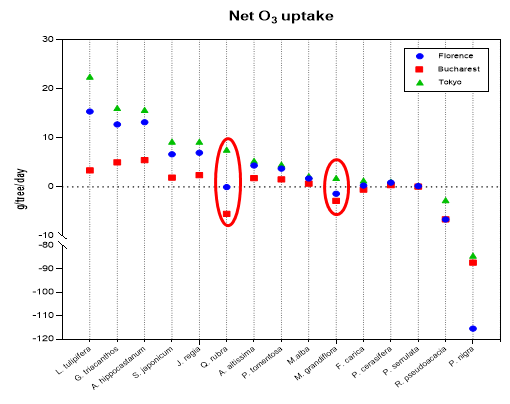 Net O3 uptake
Florence
Bucharest
Tokyo
g/tree/day
30
20
10
0
-10
-80
-90
-100
-110
-120
L. tulipifera
G. triacanthos
A. hippocastanum
S. japonicum
J. regia
Q. rubra
A. altissima
P. tomentosa
M.alba
M. grandiflora
F. carica
P. cerasifera
P. serrulata
R. pseudoacacia
P. nigra